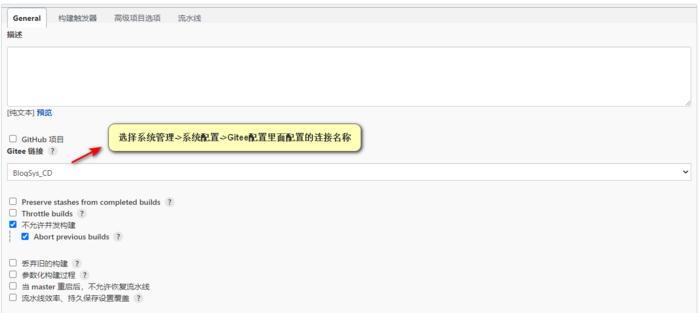 General 构建触发器 高级项目选项 流水线
描述
[纯文本] 预览
选择系统管理->系统配置->Gitee配置里面配置的连接名称
GitHub 项目
Gitee 链接 ?
BloqSys_CD
Preserve stashes from completed builds ?
Throttle builds ?
不允许并发构建
Abort previous builds ?
丢弃旧的构建 ?
参数化构建过程 ?
当 master 重启后，不允许恢复流水线
流水线效率、持久保存设置覆盖 ?